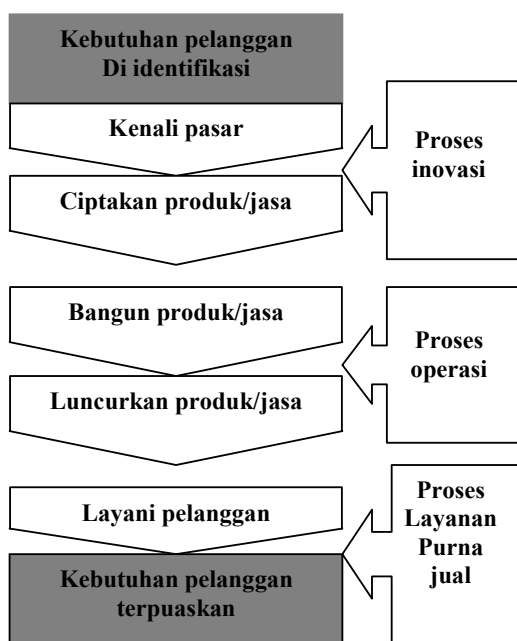 Kebutuhan pelanggan
Di identifikasi
Kenali pasar
Ciptakan produk/jasa
Proses
inovasi
Bangun produk/jasa
Luncurkan produk/jasa
Proses
operasi
Layani pelanggan
Kebutuhan pelanggan
terpuaskan
Proses
Layanan
Purna
jual